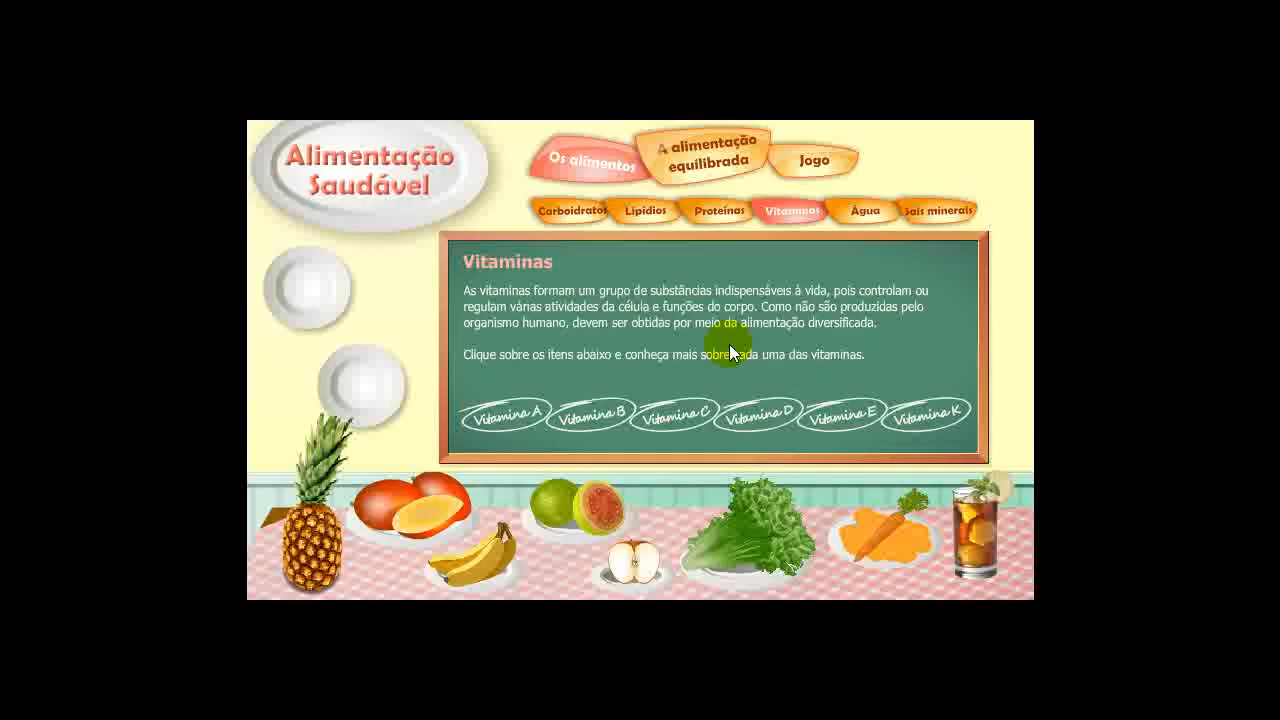 Alimentação
Saudável
Os alimentos
A alimentação
equilibrada
Jogo
Carboidratos
Lipídios
Proteínas
Vitaminas
Água
Sais minerais
Vitaminas
As vitaminas formam um grupo de substâncias indispensáveis à vida, pois controlam ou
regulam várias atividades da célula e funções do corpo. Como não são produzidas pelo
organismo humano, devem ser obtidas por meio da alimentação diversificada.
Clique sobre os itens abaixo e conheça mais sobre cada uma das vitaminas.
Vitamina A
Vitamina B
Vitamina C
Vitamina D
Vitamina E
Vitamina K